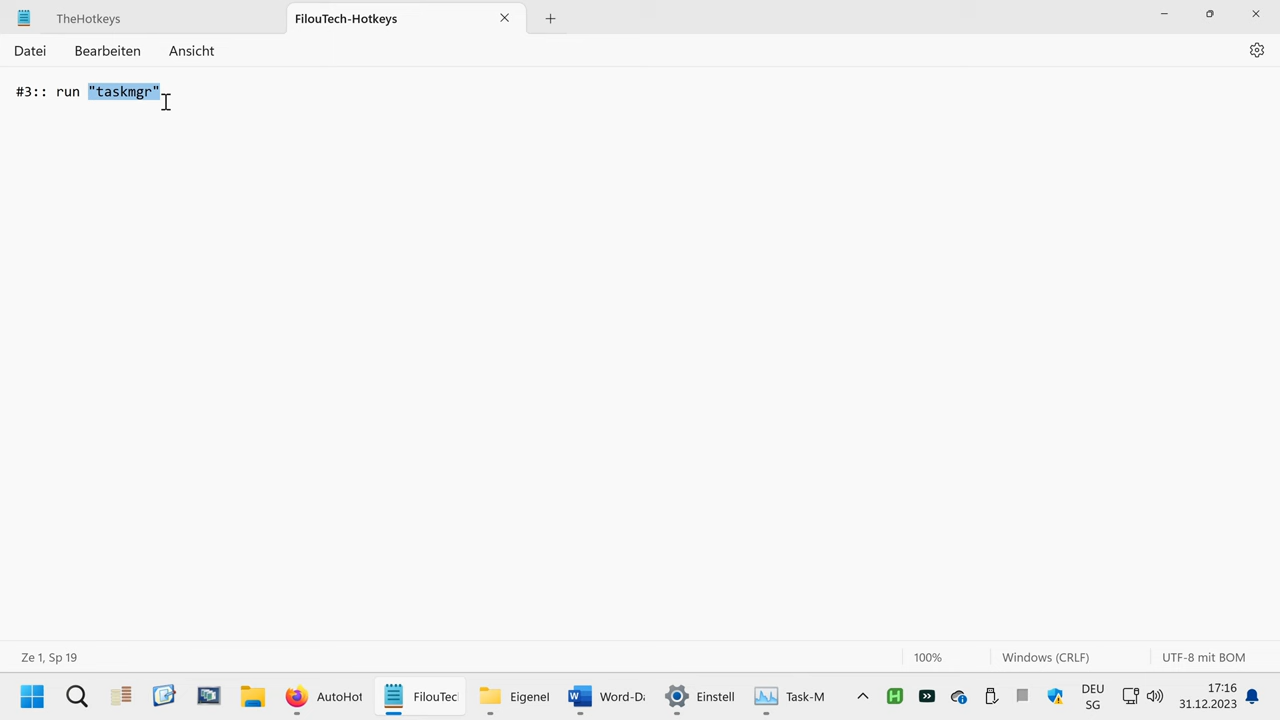 TheHotkeys
FilouTech-Hotkeys
Datei Bearbeiten Ansicht
#3:: run "taskmgr"
Ze 1, Sp 19 100% Windows (CRLF) UTF-8 mit BOM
AutoHot FilouTec Eigenel Word-Da Einstell Task-M H DEU 17:16
SG 31.12.2023